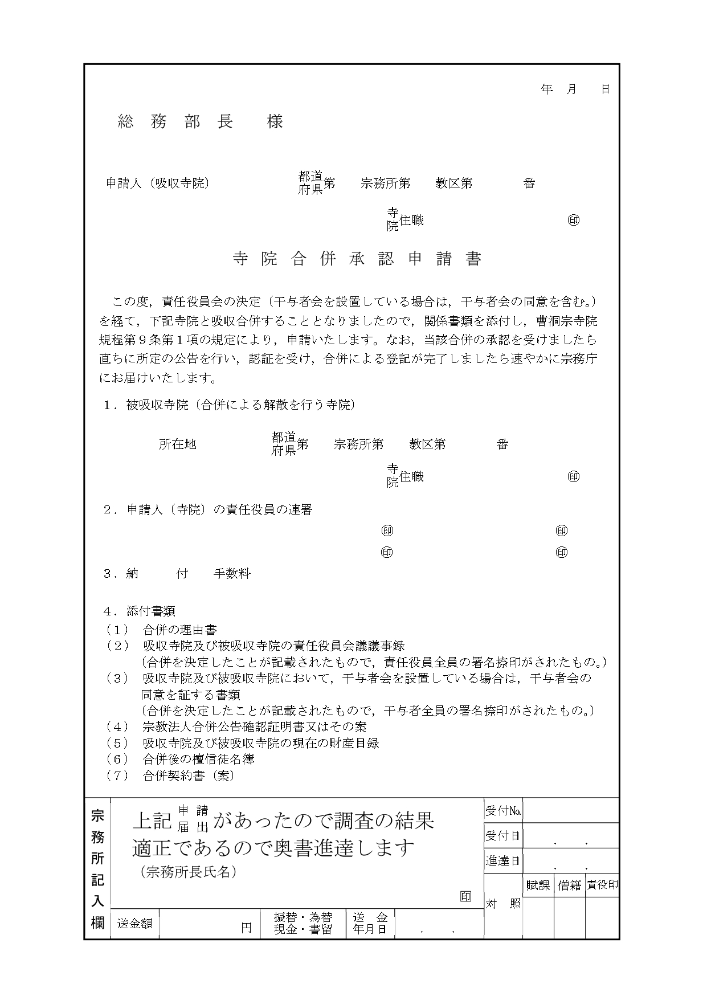 年　月　　日
総　務　部　長　　様
申請人（吸収寺院）　都道府県第　　宗務所第　　教区第　　　　番
寺院住職　㊞
寺　院　合　併　承　認　申　請　書
この度，責任役員会の決定（干与者会を設置している場合は，干与者会の同意を含む。）
を経て，下記寺院と吸収合併することとなりましたので，関係書類を添付し，曹洞宗寺院
規程第９条第１項の規定により，申請いたします。なお，当該合併の承認を受けましたら
直ちに所定の公告を行い，認証を受け，合併による登記が完了しましたら速やかに宗務庁
にお届けいたします。
１．被吸収寺院（合併による解散を行う寺院）
所在地　都道府県第　　宗務所第　　教区第　　　　番
寺院住職　㊞
２．申請人（寺院）の責任役員の連署
㊞　㊞
㊞　㊞
３．納　　　付　　手数料
４．添付書類
（１）　合併の理由書
（２）　吸収寺院及び被吸収寺院の責任役員会議議事録
（合併を決定したことが記載されたもので，責任役員全員の署名捺印がされたもの。）
（３）　吸収寺院及び被吸収寺院において，干与者会を設置している場合は，干与者会の
同意を証する書類
（合併を決定したことが記載されたもので，干与者全員の署名捺印がされたもの。）
（４）　宗教法人合併公告確認証明書又はその案
（５）　吸収寺院及び被吸収寺院の現在の財産目録
（６）　合併後の檀信徒名簿
（７）　合併契約書（案）
宗務所記入欄
上記 申請 届出 があったので調査の結果
適正であるので奥書進達します
（宗務所長氏名）
印
送金額　円　振替・為替 現金・書留　送　金 年月日　．　．
受付№
受付日　．　．
進達日　．　．
対　照　賦課　僧籍　責役印